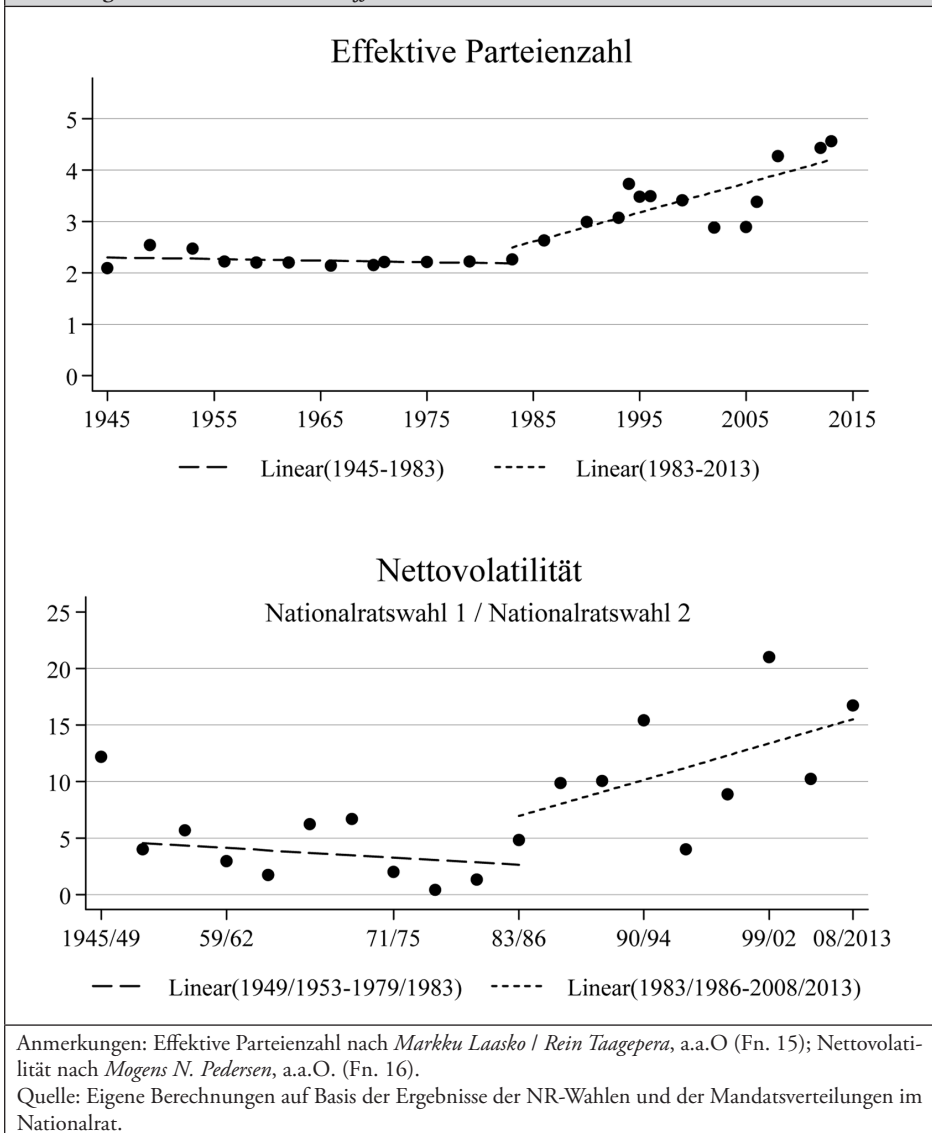 Effektive Parteienzahl
5
4
3
2
1
0
1945 1955 1965 1975 1985 1995 2005 2015
Linear(1945-1983) Linear(1983-2013)
Nettovolatilität
Nationalratswahl 1 / Nationalratswahl 2
25
20
15
10
5
0
1945/49 59/62 71/75 83/86 90/94 99/02 08/2013
Linear(1949/1953-1979/1983) Linear(1983/1986-2008/2013)
Anmerkungen: Effektive Parteienzahl nach Markku Laasko / Rein Taagepera, a.a.O (Fn. 15); Nettovolati-
lität nach Mogens N. Pedersen, a.a.O. (Fn. 16).
Quelle: Eigene Berechnungen auf Basis der Ergebnisse der NR-Wahlen und der Mandatsverteilungen im
Nationalrat.